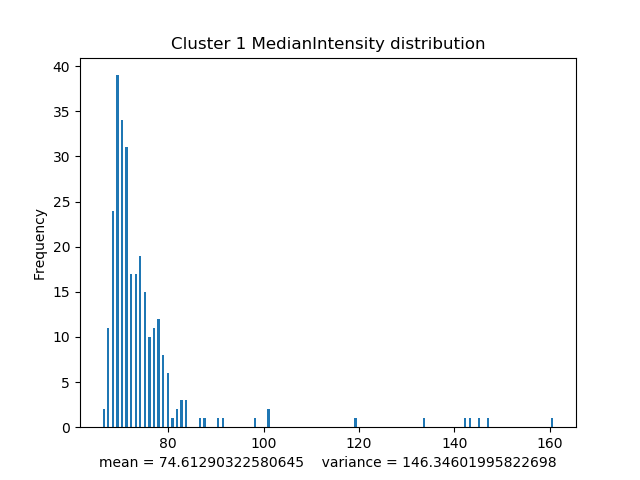 Cluster 1 MedianIntensity distribution
40
35
30
25
20
15
10
5
0
Frequency
80 100 120 140 160
mean = 74.61290322580645 variance = 146.34601995822698